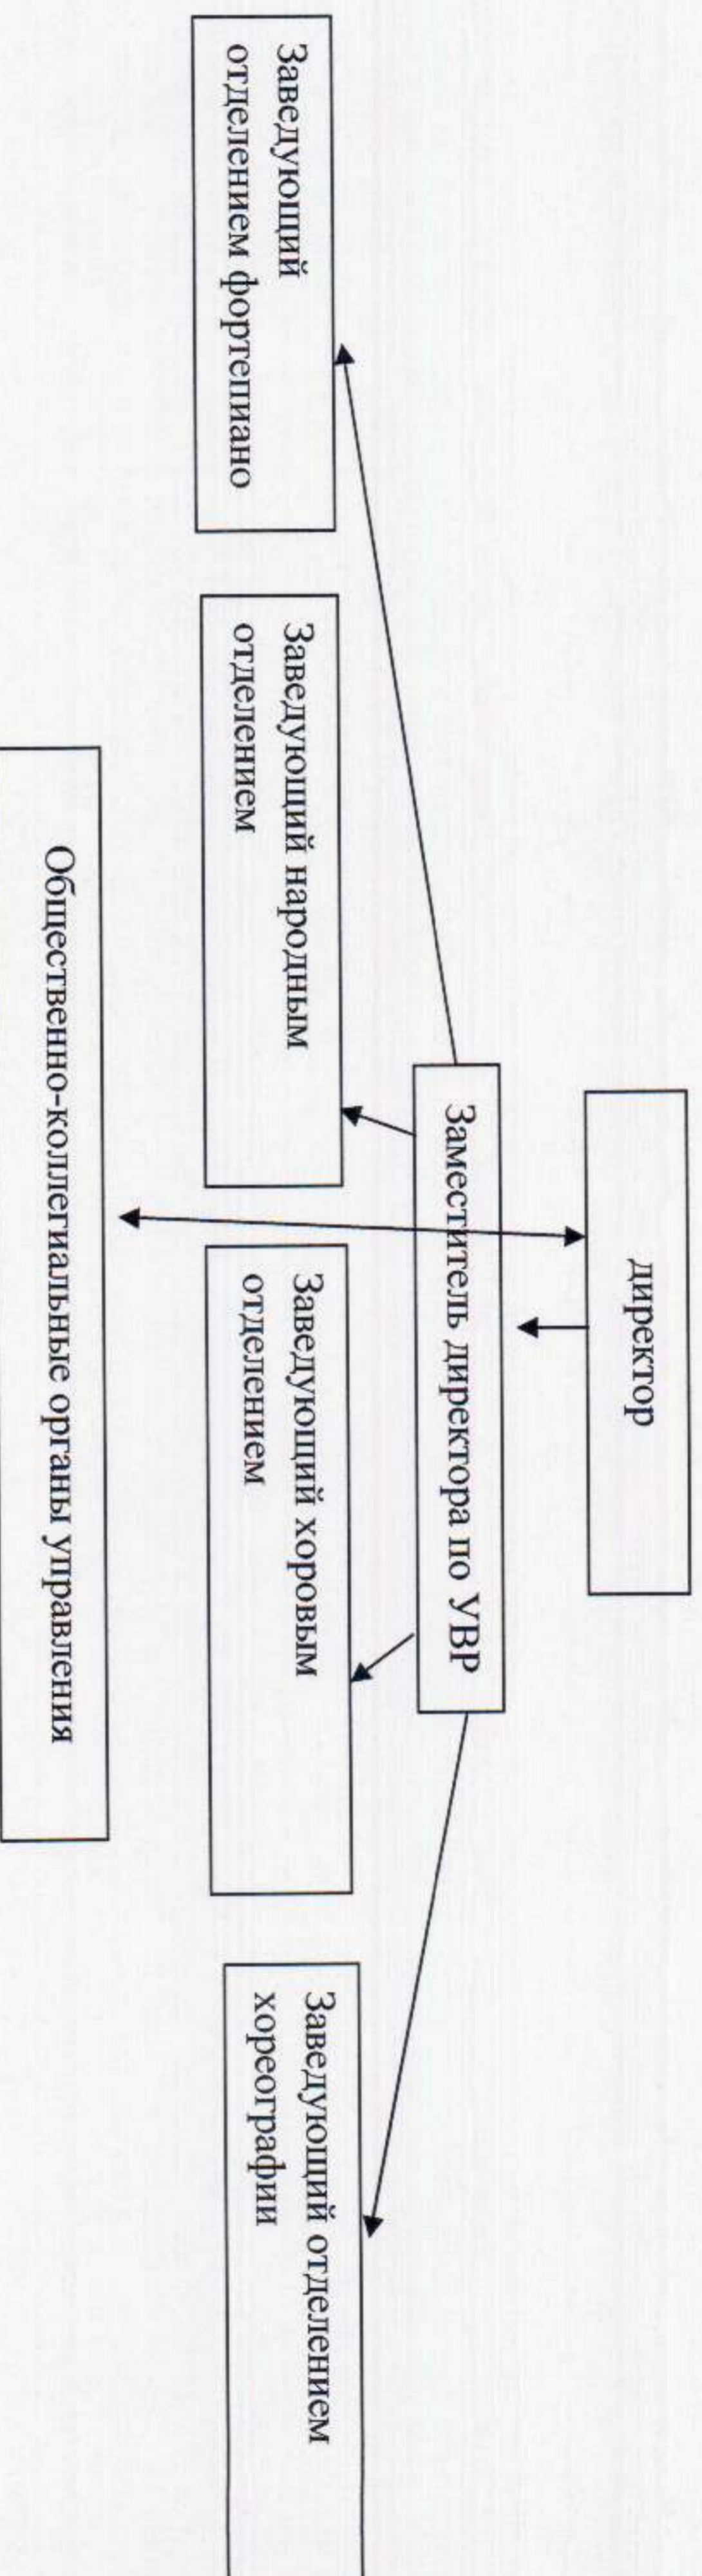 директор
Заместитель директора по УВР
Заведующий
отделением фортепиано
Заведующий народным
отделением
Заведующий хоровым
отделением
Заведующий отделением
хореографии
Общественно-коллегиальные органы управления